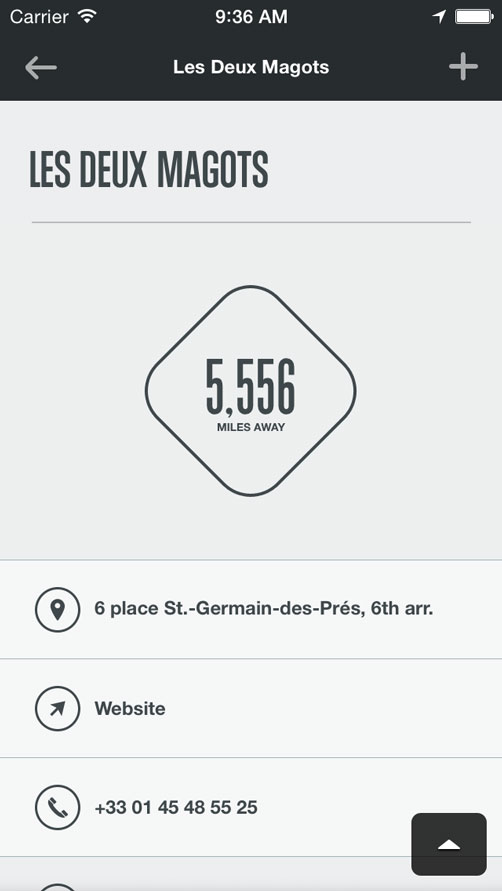 Carrier 9:36 AM
Les Deux Magots
LES DEUX MAGOTS
5,556
MILES AWAY
6 place St.-Germain-des-Prés, 6th arr.
Website
+33 01 45 48 55 25